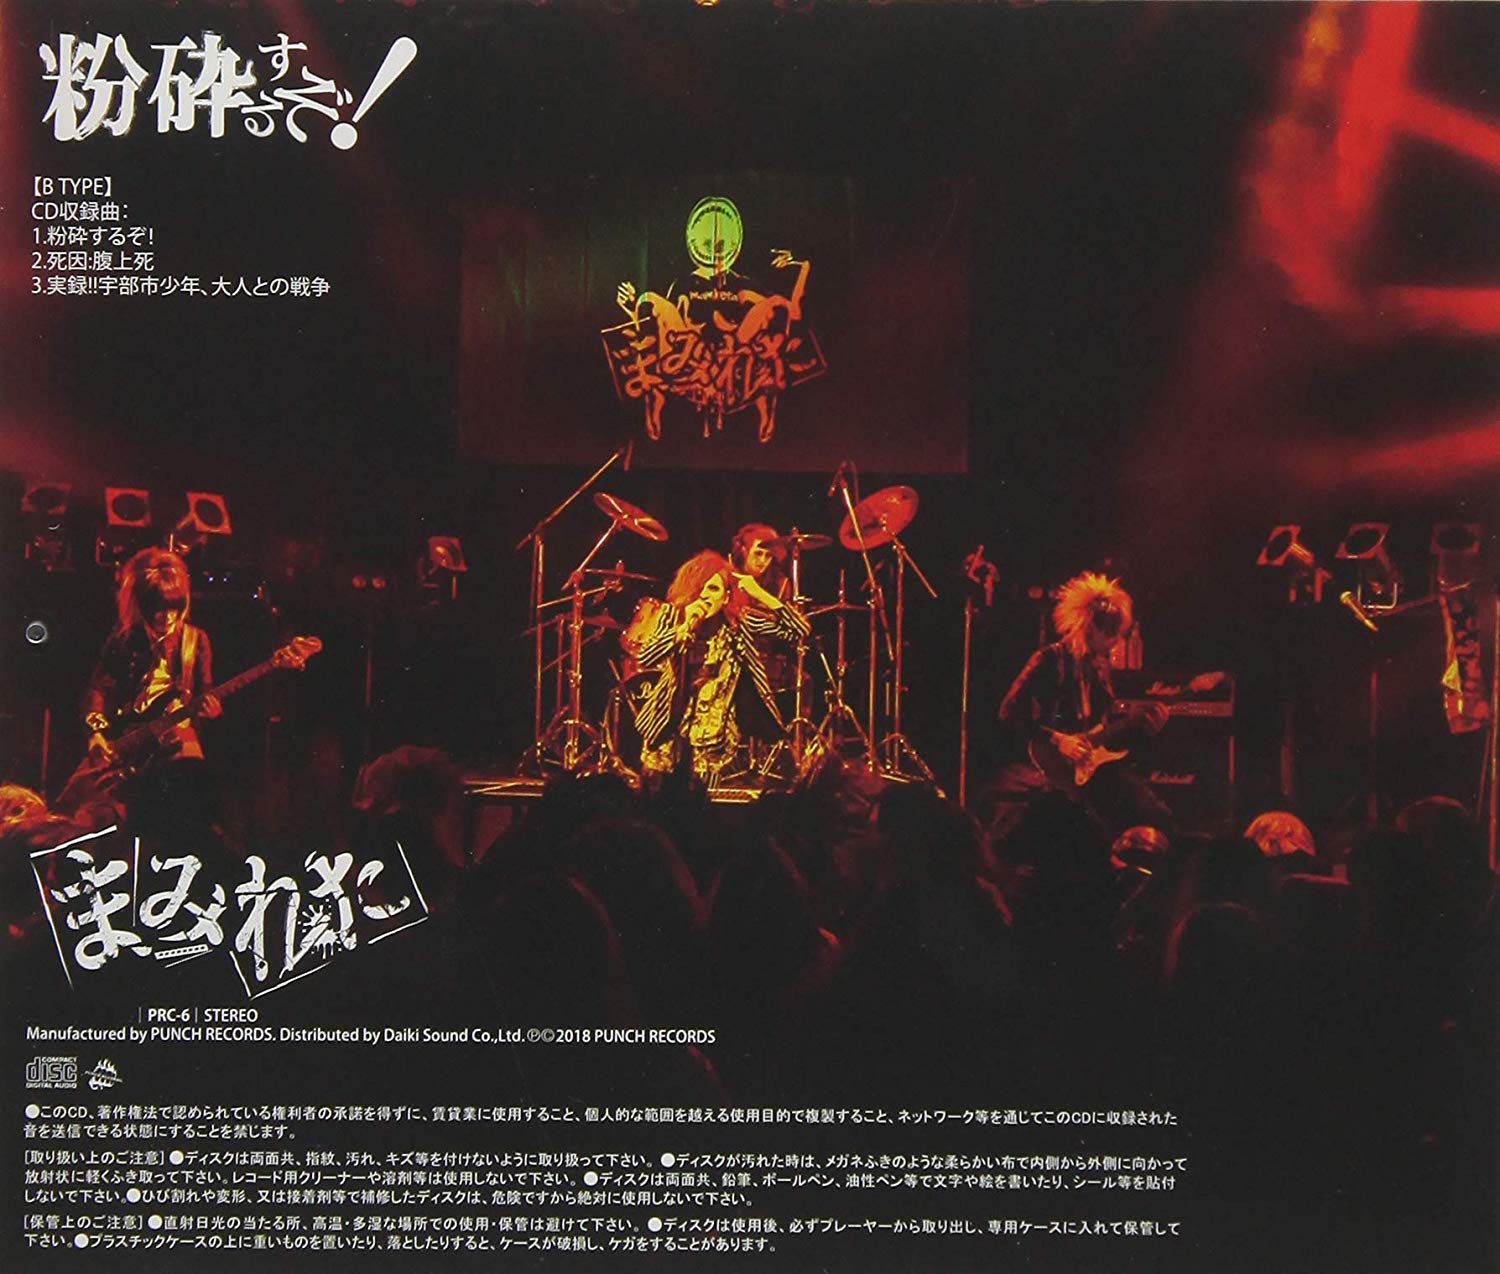 粉砕するぞ!
【B TYPE】
CD収録曲：
1.粉砕するぞ!
2.死因:腹上死
3.実録!!宇部市少年、大人との戦争
まみれた
Marshall
Marshall
まみれた
| PRC-6 | STEREO
Manufactured by PUNCH RECORDS. Distributed by Daiki Sound Co.,Ltd. ℗©2018 PUNCH RECORDS
COMPACT
disc
DIGITAL AUDIO
●このCD、著作権法で認められている権利者の承諾を得ずに、賃貸業に使用すること、個人的な範囲を越える使用目的で複製すること、ネットワーク等を通じてこのCDに収録された
音を送信できる状態にすることを禁じます。
[取り扱い上のご注意] ●ディスクは両面共、指紋、汚れ、キズ等を付けないように取り扱って下さい。 ●ディスクが汚れた時は、メガネふきのような柔らかい布で内側から外側に向かって
放射状に軽くふき取って下さい。レコード用クリーナーや溶剤等は使用しないで下さい。 ●ディスクは両面共、鉛筆、ボールペン、油性ペン等で文字や絵を書いたり、シール等を貼付
しないで下さい。●ひび割れや変形、又は接着剤等で補修したディスクは、危険ですから絶対に使用しないで下さい。
[保管上のご注意] ●直射日光の当たる所、高温・多湿な場所での使用・保管は避けて下さい。 ●ディスクは使用後、必ずプレーヤーから取り出し、専用ケースに入れて保管して
下さい。●プラスチックケースの上に重いものを置いたり、落としたりすると、ケースが破損し、ケガをすることがあります。